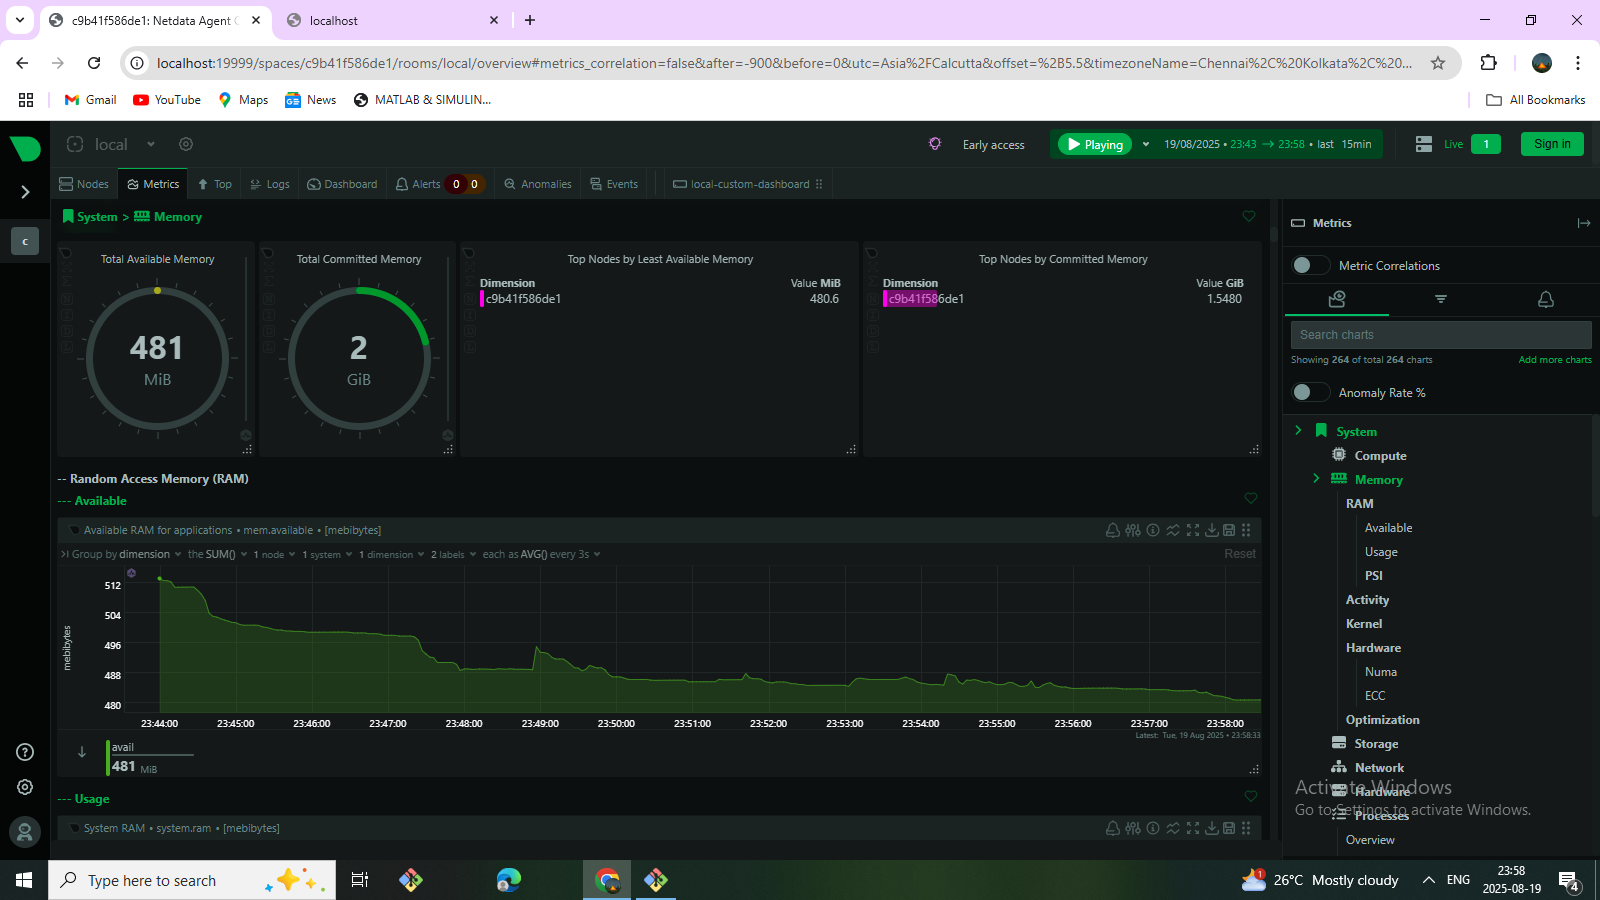 c9b41f586de1: Netdata Agent C
localhost
localhost:19999/spaces/c9b41f586de1/rooms/local/overview#metrics_correlation=false&after=-900&before=0&utc=Asia%2FCalcutta&offset=%2B5.5&timezoneName=Chennai%2C%20Kolkata%2C%20...
Gmail
YouTube
Maps
News
MATLAB & SIMULIN...
All Bookmarks
local
Early access
Playing
19/08/2025 • 23:43 → 23:58 • last 15min
Live
1
Sign in
Nodes
Metrics
Top
Logs
Dashboard
Alerts
0
0
Anomalies
Events
local-custom-dashboard
c
System > Memory
Total Available Memory
481
MiB
Total Committed Memory
2
GiB
Top Nodes by Least Available Memory
Dimension Value MiB
c9b41f586de1 480.6
Top Nodes by Committed Memory
Dimension Value GiB
c9b41f586de1 1.5480
-- Random Access Memory (RAM)
--- Available
Available RAM for applications • mem.available • [mebibytes]
Group by dimension the SUM() 1 node 1 system 1 dimension 2 labels each as AVG() every 3s
Reset
mebibytes
512
504
496
488
480
23:44:00 23:45:00 23:46:00 23:47:00 23:48:00 23:49:00 23:50:00 23:51:00 23:52:00 23:53:00 23:54:00 23:55:00 23:56:00 23:57:00 23:58:00
Latest: Tue, 19 Aug 2025 • 23:58:33
avail
481 MiB
--- Usage
System RAM • system.ram • [mebibytes]
Metrics
Metric Correlations
Search charts
Showing 264 of total 264 charts
Add more charts
Anomaly Rate %
System
Compute
Memory
RAM
Available
Usage
PSI
Activity
Kernel
Hardware
Numa
ECC
Optimization
Storage
Network
Hardware
Processes
Overview
Activate Windows
Go to Settings to activate Windows.
Type here to search
1
26°C Mostly cloudy
ENG
23:58
2025-08-19
4